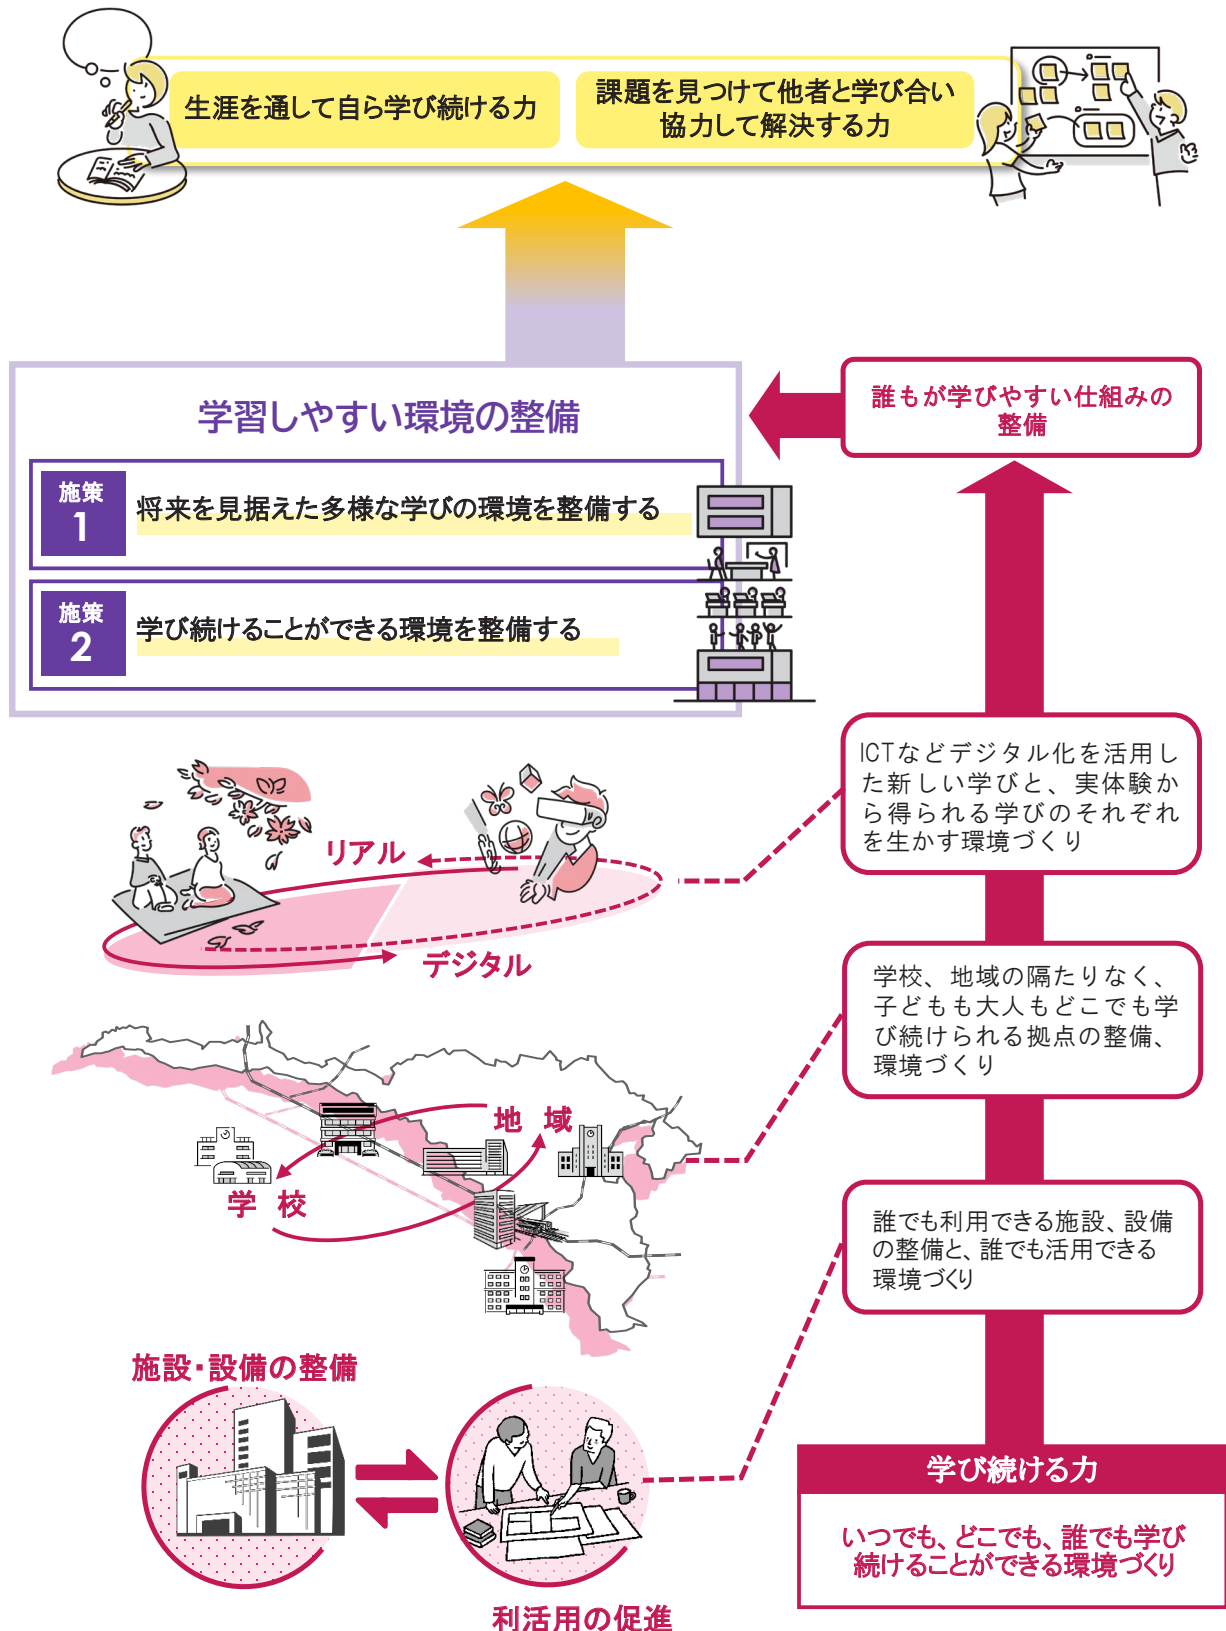 生涯を通して自ら学び続ける力
課題を見つけて他者と学び合い
協力して解決する力
学習しやすい環境の整備
施策
1
将来を見据えた多様な学びの環境を整備する
施策
2
学び続けることができる環境を整備する
誰もが学びやすい仕組みの
整備
ICTなどデジタル化を活用し
た新しい学びと、実体験か
ら得られる学びのそれぞれ
を生かす環境づくり
リアル
デジタル
学校、地域の隔たりなく、
子どもも大人もどこでも学
び続けられる拠点の整備、
環境づくり
地 域
学 校
誰でも利用できる施設、設備
の整備と、誰でも活用できる
環境づくり
施設・設備の整備
利活用の促進
学び続ける力
いつでも、どこでも、誰でも学び
続けることができる環境づくり